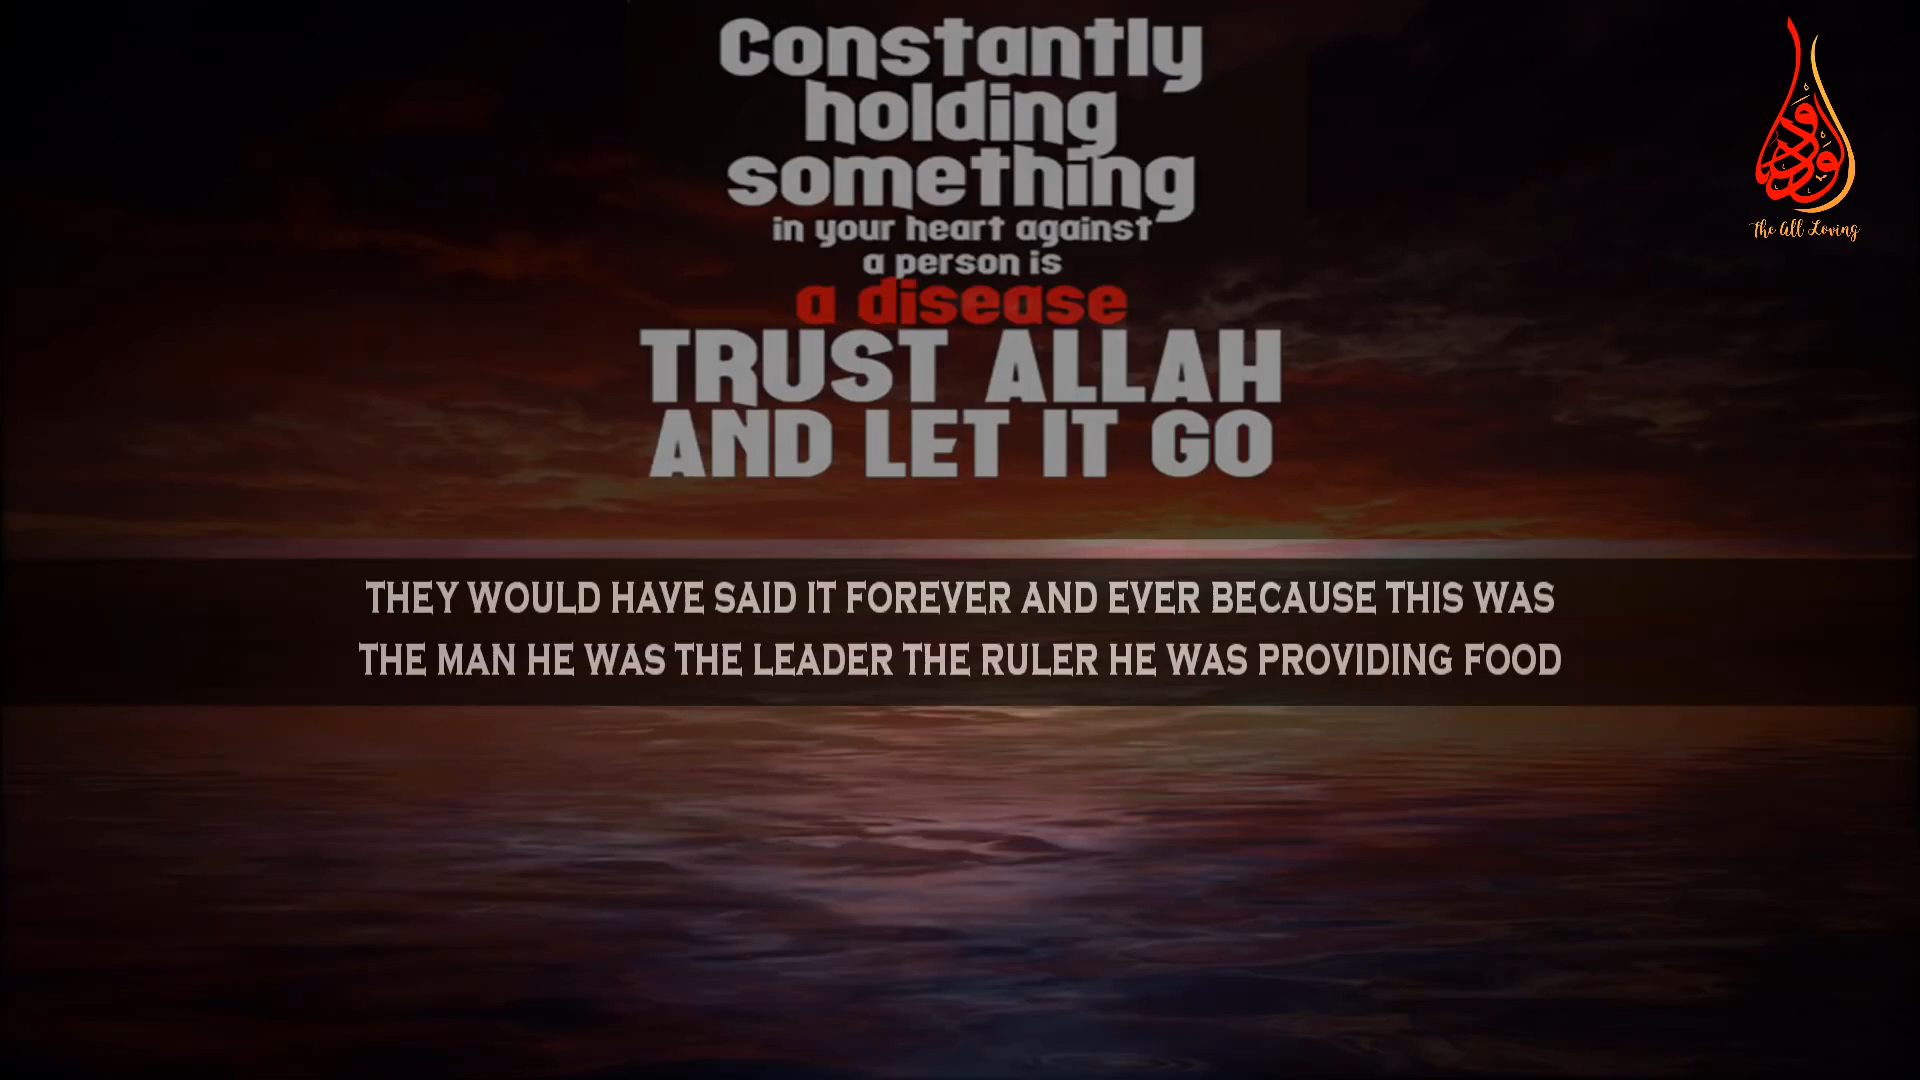 Constantly
holding
something
in your heart against
a person is
a disease
TRUST ALLAH
AND LET IT GO
الودود
The All Loving
THEY WOULD HAVE SAID IT FOREVER AND EVER BECAUSE THIS WAS
THE MAN HE WAS THE LEADER THE RULER HE WAS PROVIDING FOOD